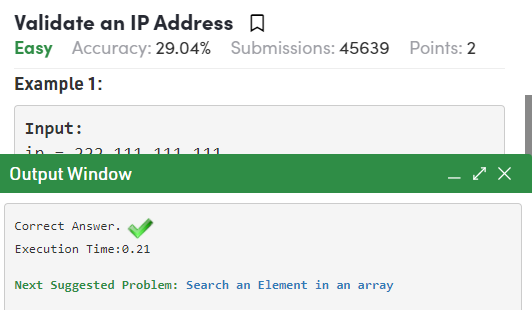 Validate an IP Address
Easy Accuracy: 29.04% Submissions: 45639 Points: 2
Example 1:
Input:
ip = 222.111.111.111
Output Window
Correct Answer.
Execution Time:0.21
Next Suggested Problem: Search an Element in an array